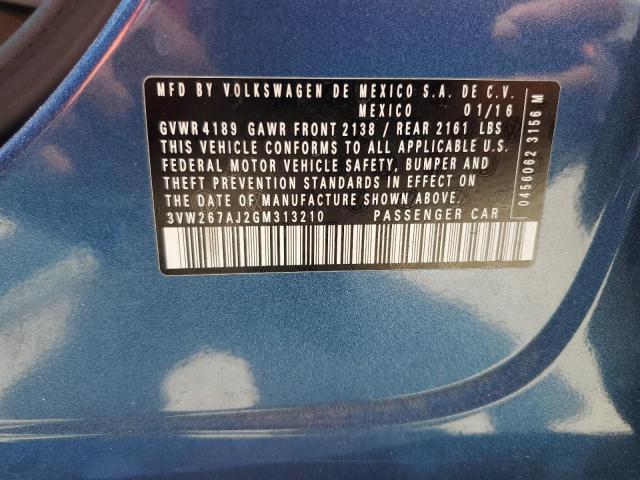 MFD BY VOLKSWAGEN DE MEXICO S.A. DE C.V.
MEXICO 01/16
GVWR 4189 GAWR FRONT 2138 / REAR 2161 LBS
THIS VEHICLE CONFORMS TO ALL APPLICABLE U.S.
FEDERAL MOTOR VEHICLE SAFETY, BUMPER AND
THEFT PREVENTION STANDARDS IN EFFECT ON
THE DATE OF MANUFACTURE SHOWN ABOVE.
3VW267AJ2GM313210 PASSENGER CAR
0456062 3156 M